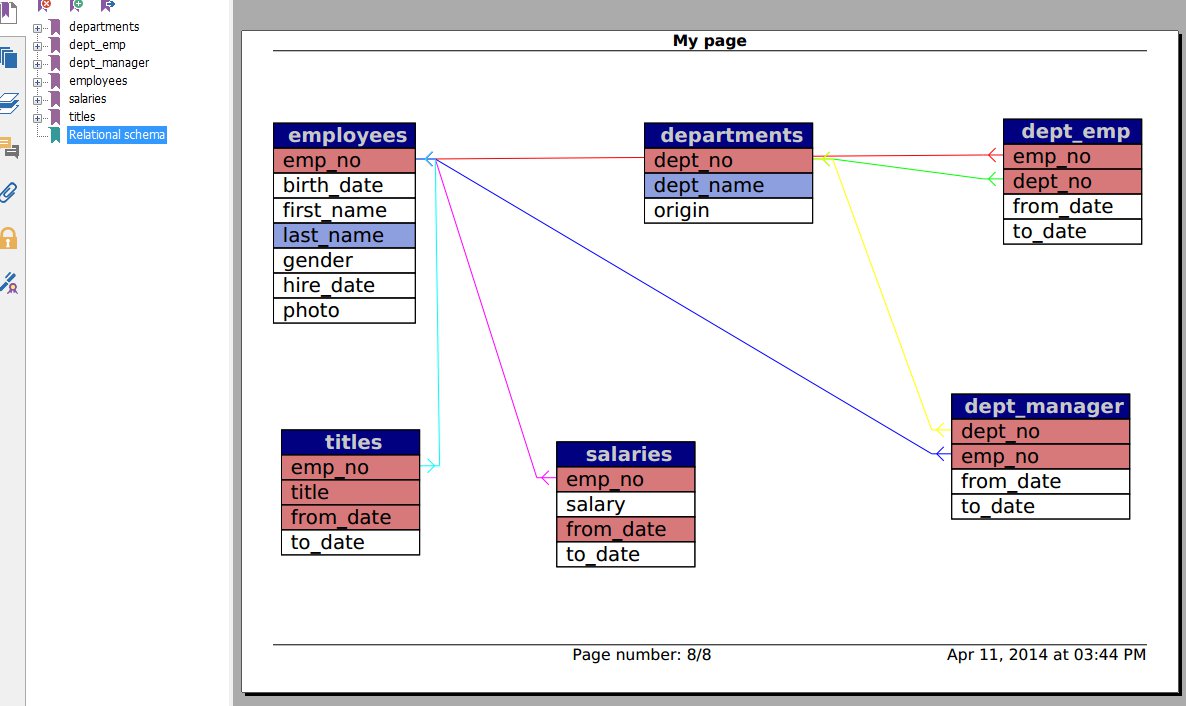 departments
dept_emp
dept_manager
employees
salaries
titles
Relational schema
My page
employees
emp_no
birth_date
first_name
last_name
gender
hire_date
photo
departments
dept_no
dept_name
origin
dept_emp
emp_no
dept_no
from_date
to_date
titles
emp_no
title
from_date
to_date
salaries
emp_no
salary
from_date
to_date
dept_manager
dept_no
emp_no
from_date
to_date
Page number: 8/8
Apr 11, 2014 at 03:44 PM